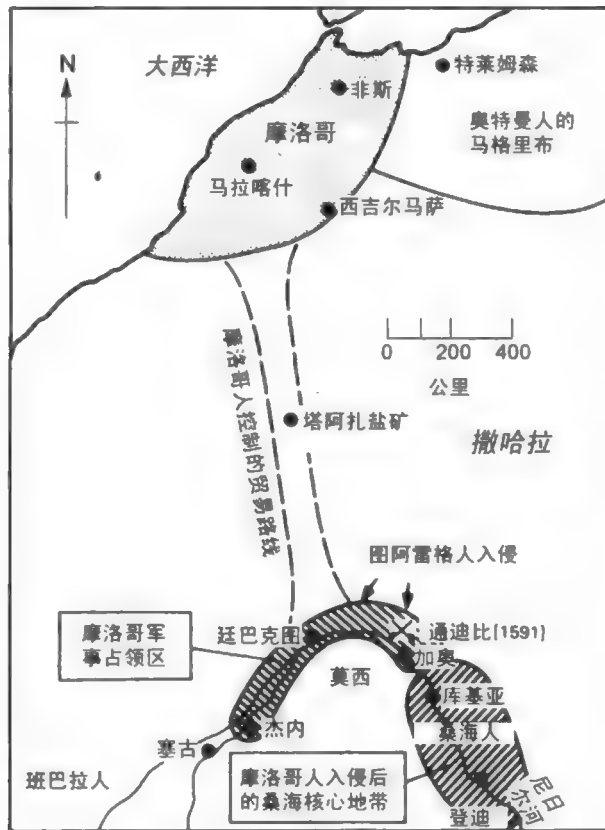 N
大西洋
特莱姆森
非斯
摩洛哥
奥特曼人的
马格里布
马拉喀什
西吉尔马萨
摩洛哥人控制的贸易路线
0 200 400
公里
塔阿扎盐矿
撒哈拉
图阿雷格人入侵
摩洛哥军
事占领区
廷巴克图
通迪比(1591)
加奥
莫西
库基亚
桑海人
杰内
塞古
班巴拉人
摩洛哥人入侵后
的桑海核心地带
尼日
尔河
登迪